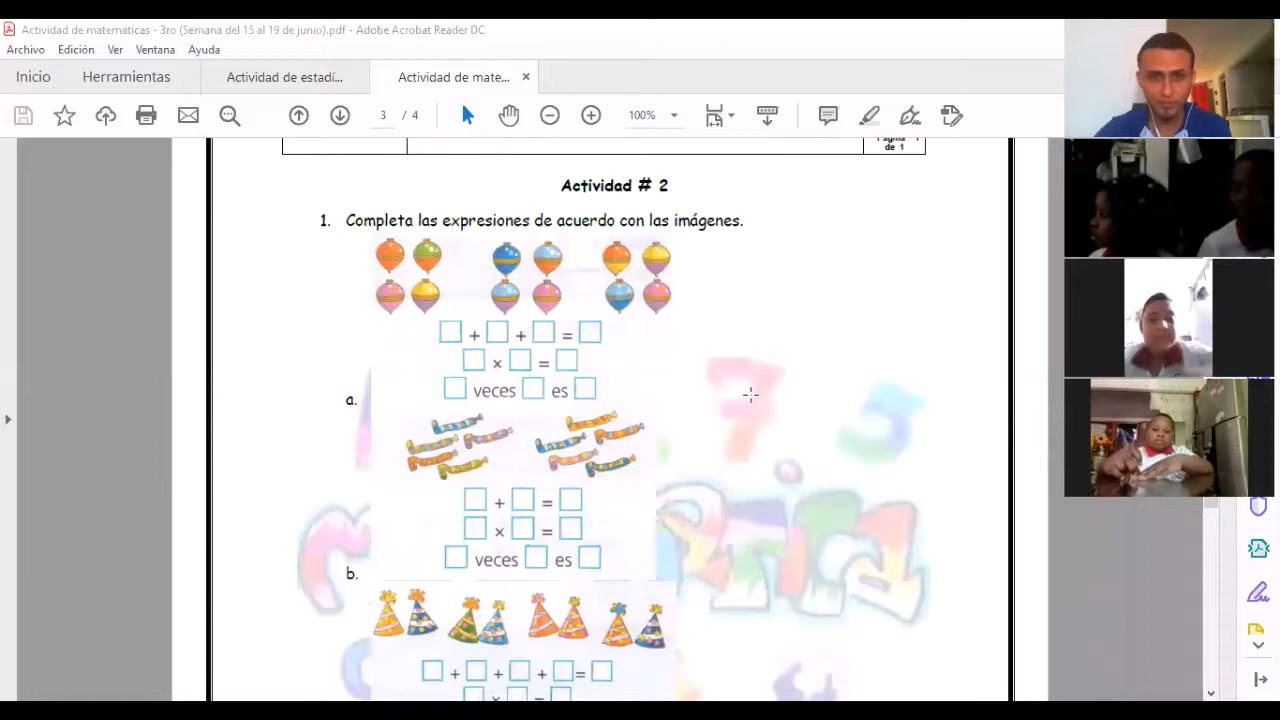 Actividad de matemáticas - 3ro (Semana del 15 al 19 de junio).pdf - Adobe Acrobat Reader DC
Archivo Edición Ver Ventana Ayuda
Inicio Herramientas Actividad de estadí... Actividad de mate... ×
3 / 4 100%
de 1
Actividad # 2
1. Completa las expresiones de acuerdo con las imágenes.
+ + =
× =
veces es
a.
+ =
× =
veces es
b.
+ + + =
× =